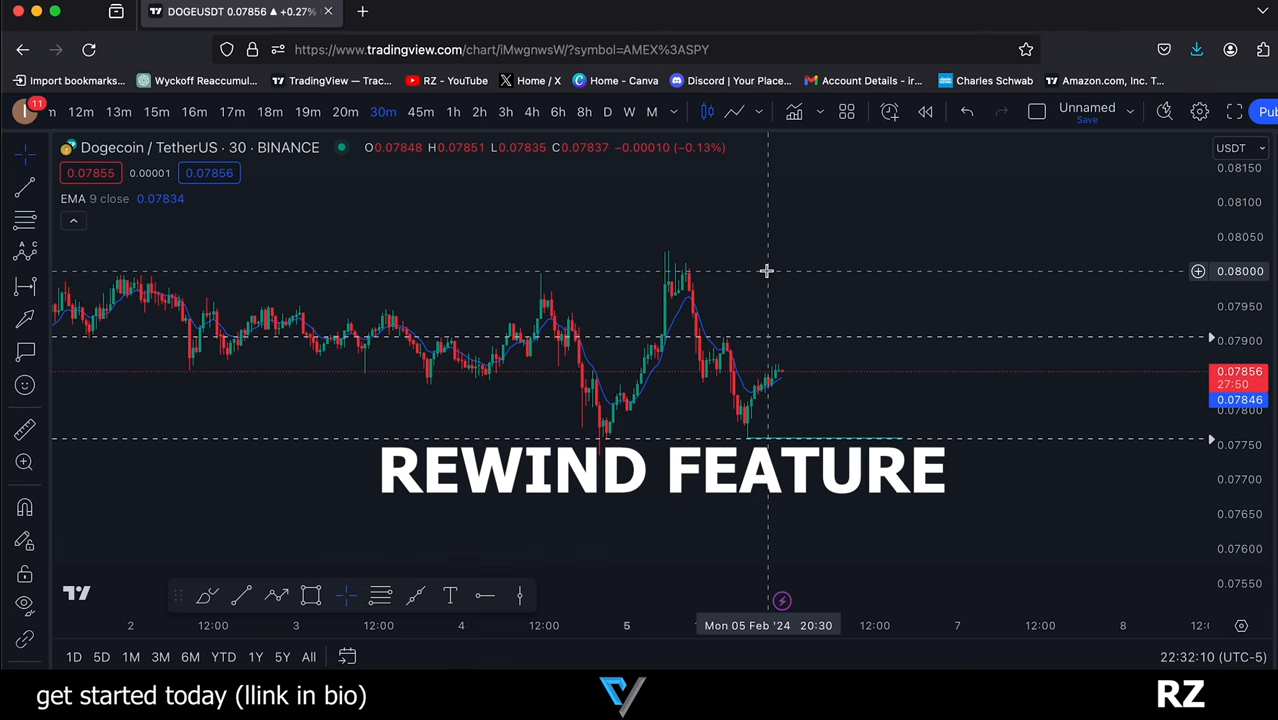 DOGEUSDT 0.07856 ▲ +0.27%
https://www.tradingview.com/chart/iMwgnwsW/?symbol=AMEX%3ASPY
Import bookmarks... Wyckoff Reaccumul... TradingView — Trac... RZ - YouTube Home / X Home - Canva Discord | Your Place... Account Details - ir... Charles Schwab Amazon.com, Inc. T...
11 m 12m 13m 15m 16m 17m 18m 19m 20m 30m 45m 1h 2h 3h 4h 6h 8h D W M Unnamed Save Pub
Dogecoin / TetherUS · 30 · BINANCE O0.07848 H0.07851 L0.07835 C0.07837 −0.00010 (−0.13%) USDT
0.07855 0.00001 0.07856
EMA 9 close 0.07834
0.08150
0.08100
0.08050
0.08000
0.07950
0.07900
0.07856
27:50
0.07846
0.07800
0.07750
0.07700
0.07650
0.07600
0.07550
REWIND FEATURE
2 12:00 3 12:00 4 12:00 5 Mon 05 Feb '24 20:30 12:00 7 12:00 8 12:0
1D 5D 1M 3M 6M YTD 1Y 5Y All 22:32:10 (UTC-5)
get started today (llink in bio) RZ